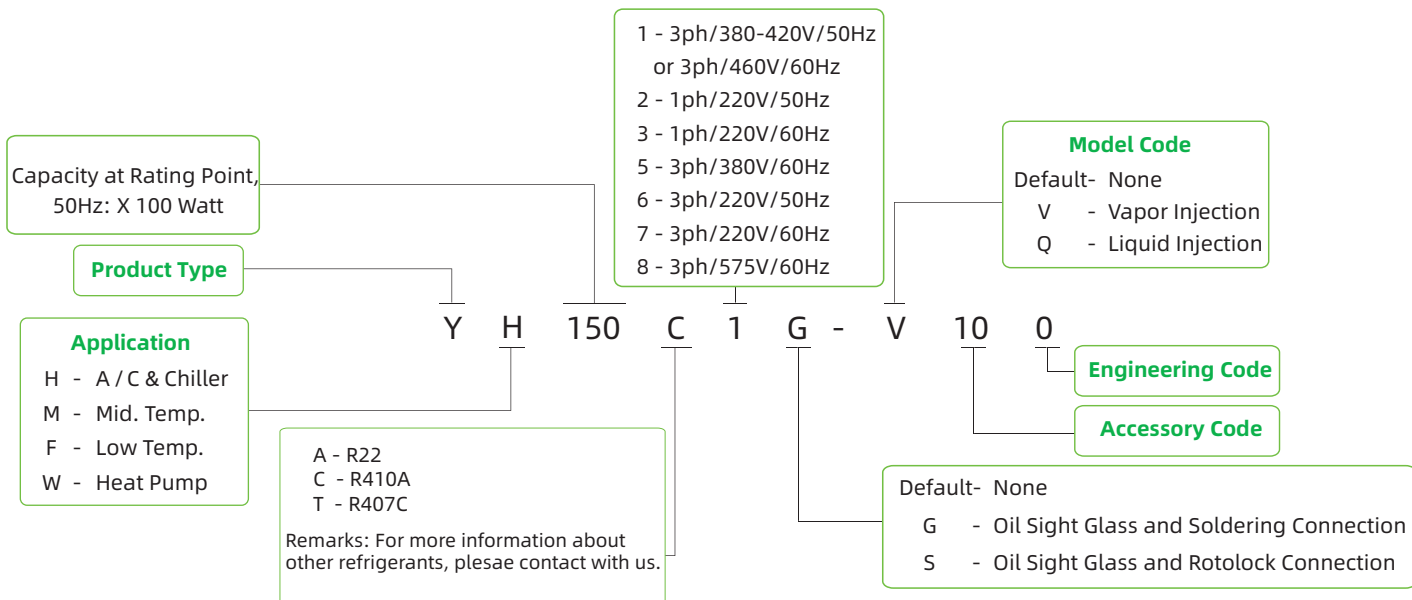 1 - 3ph/380-420V/50Hz
or 3ph/460V/60Hz
2 - 1ph/220V/50Hz
3 - 1ph/220V/60Hz
5 - 3ph/380V/60Hz
6 - 3ph/220V/50Hz
7 - 3ph/220V/60Hz
8 - 3ph/575V/60Hz
Capacity at Rating Point,
50Hz: X 100 Watt
Product Type
Model Code
Default- None
V - Vapor Injection
Q - Liquid Injection
Y H 150 C 1 G - V 10 0
Application
H - A / C & Chiller
M - Mid. Temp.
F - Low Temp.
W - Heat Pump
Engineering Code
Accessory Code
A - R22
C - R410A
T - R407C
Remarks: For more information about
other refrigerants, plesae contact with us.
Default- None
G - Oil Sight Glass and Soldering Connection
S - Oil Sight Glass and Rotolock Connection